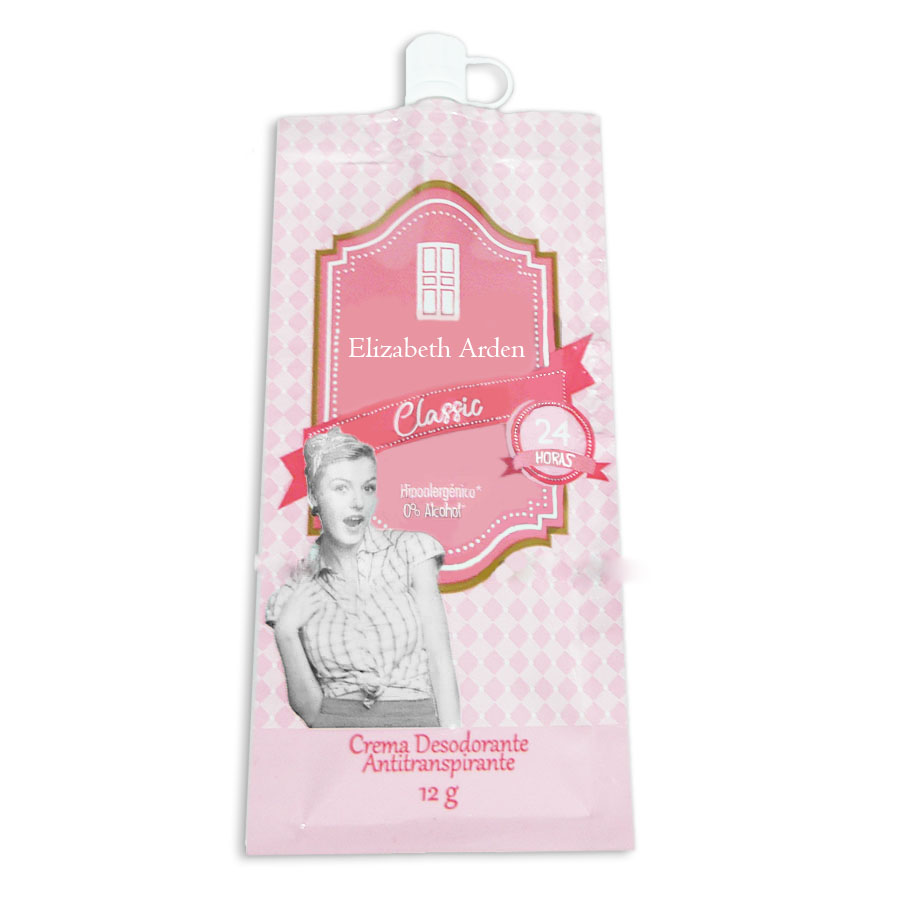 Elizabeth Arden
Classic
24
HORAS
Hipoalergénico*
0% Alcohol
Crema Desodorante
Antitranspirante
12 g